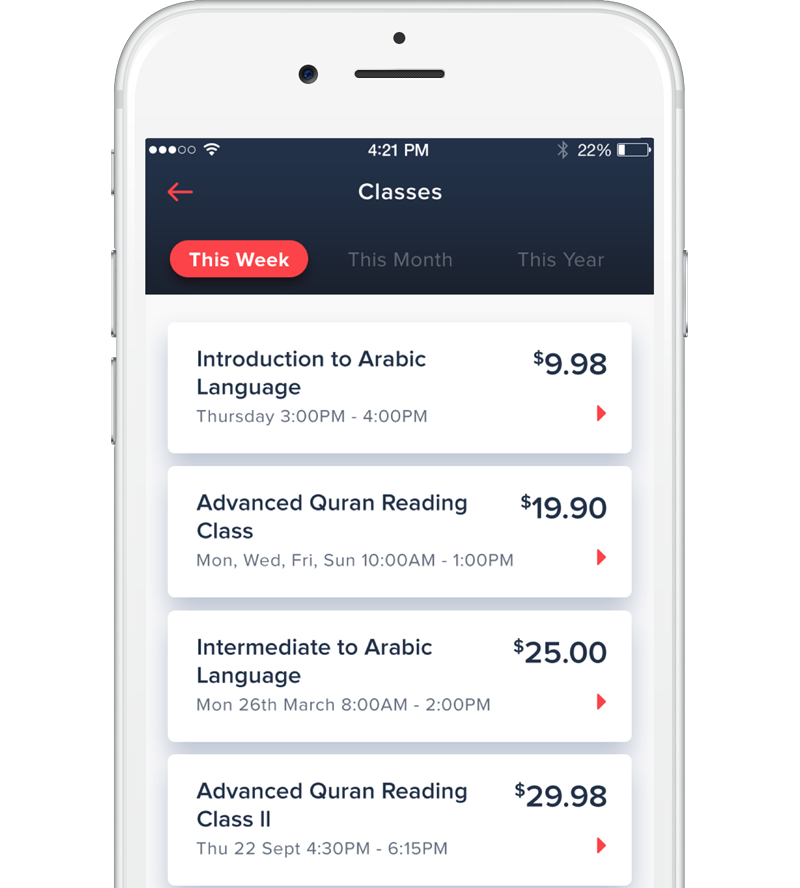 4:21 PM 22%
Classes
This Week This Month This Year
Introduction to Arabic
Language
$9.98
Thursday 3:00PM - 4:00PM
Advanced Quran Reading
Class
$19.90
Mon, Wed, Fri, Sun 10:00AM - 1:00PM
Intermediate to Arabic
Language
$25.00
Mon 26th March 8:00AM - 2:00PM
Advanced Quran Reading
Class II
$29.98
Thu 22 Sept 4:30PM - 6:15PM